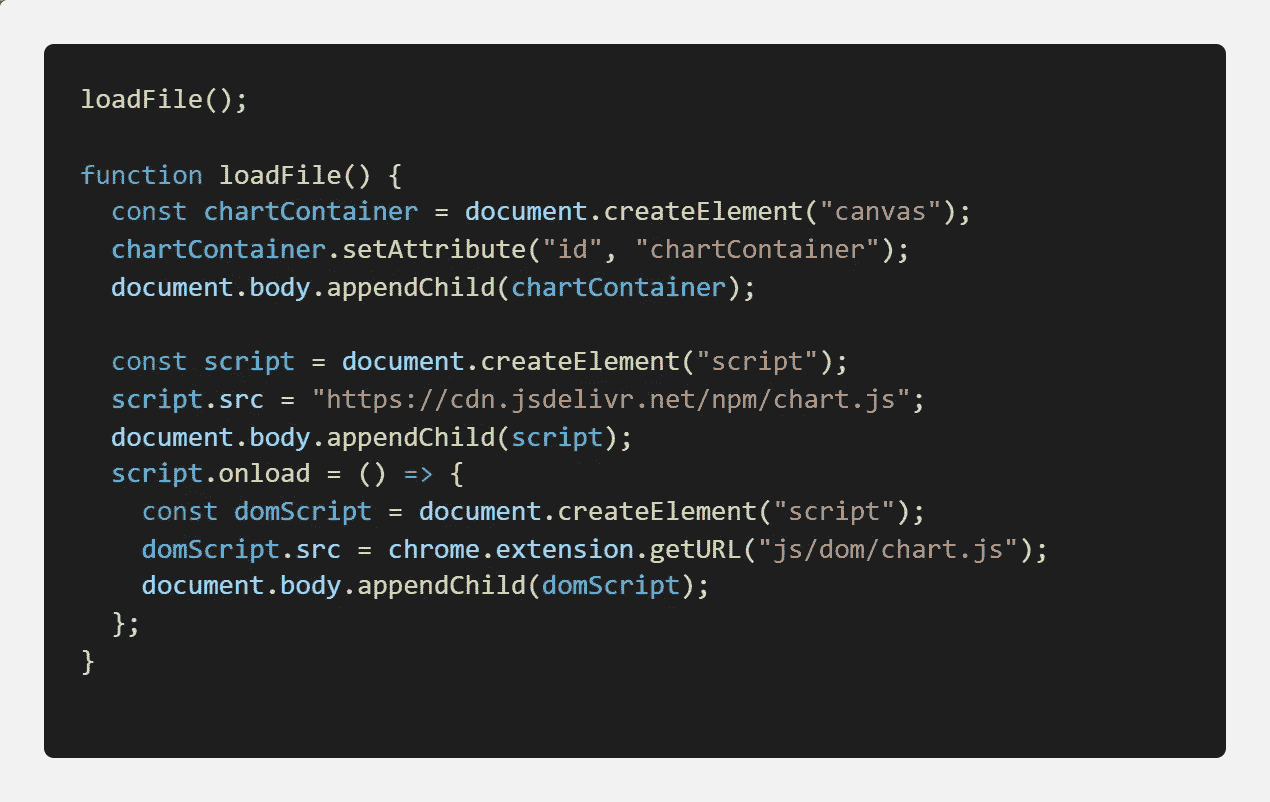 loadFile();
function loadFile() {
const chartContainer = document.createElement("canvas");
chartContainer.setAttribute("id", "chartContainer");
document.body.appendChild(chartContainer);
const script = document.createElement("script");
script.src = "https://cdn.jsdelivr.net/npm/chart.js";
document.body.appendChild(script);
script.onload = () => {
const domScript = document.createElement("script");
domScript.src = chrome.extension.getURL("js/dom/chart.js");
document.body.appendChild(domScript);
};
}